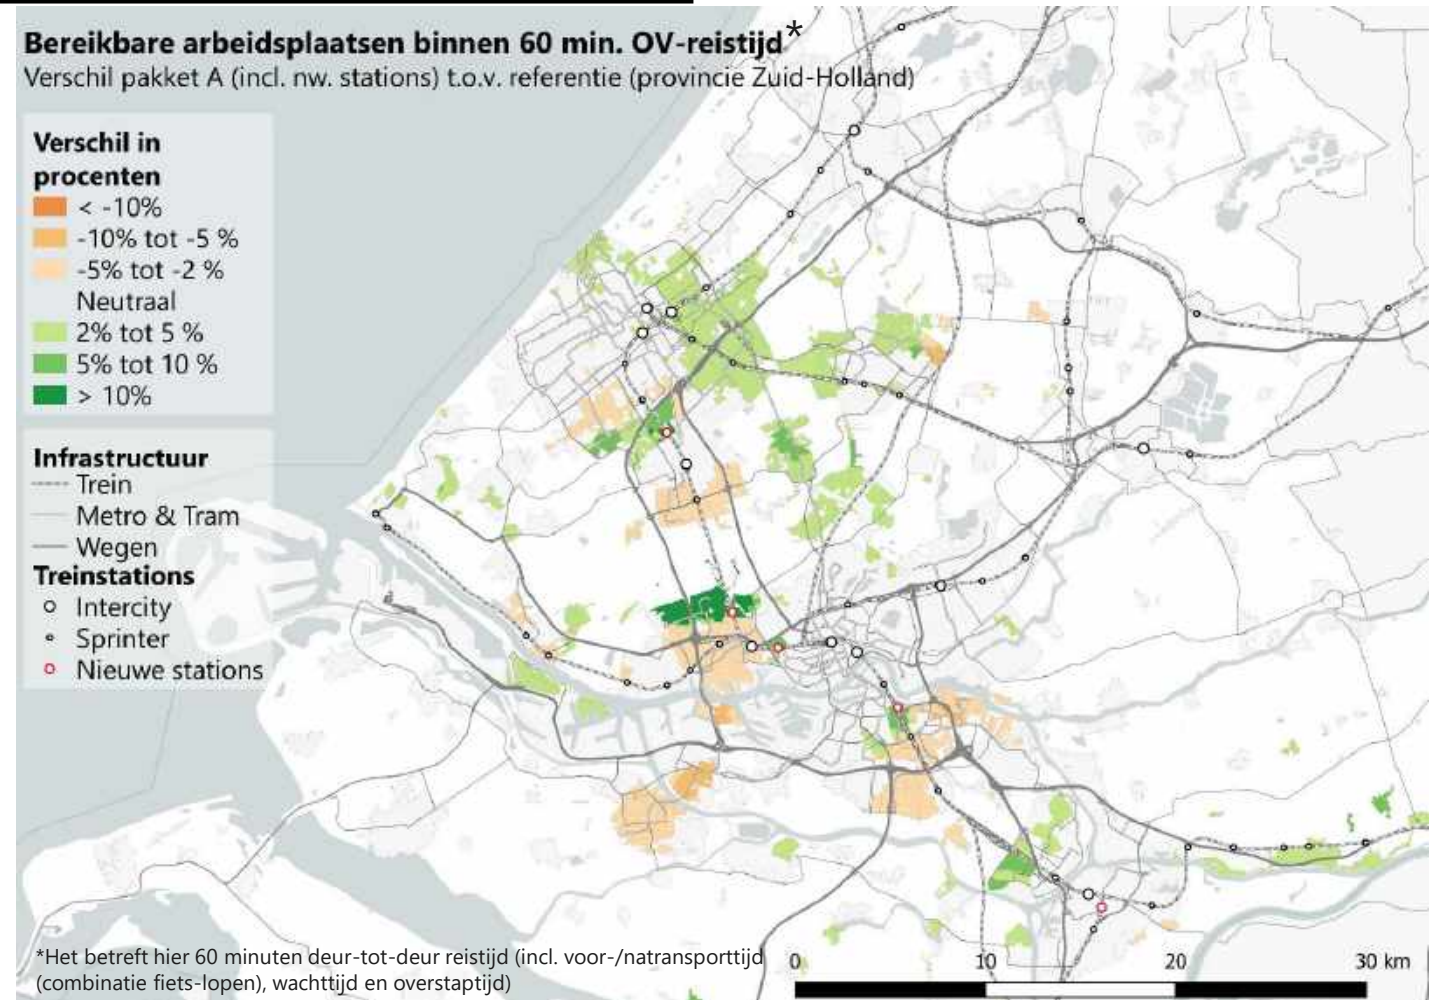 Bereikbare arbeidsplaatsen binnen 60 min. OV-reistijd*
Verschil pakket A (incl. nw. stations) t.o.v. referentie (provincie Zuid-Holland)
Verschil in
procenten
< -10%
-10% tot -5 %
-5% tot -2 %
Neutraal
2% tot 5 %
5% tot 10 %
> 10%
Infrastructuur
Trein
Metro & Tram
Wegen
Treinstations
Intercity
Sprinter
Nieuwe stations
*Het betreft hier 60 minuten deur-tot-deur reistijd (incl. voor-/natransporttijd
(combinatie fiets-lopen), wachttijd en overstaptijd)
0 10 20 30 km